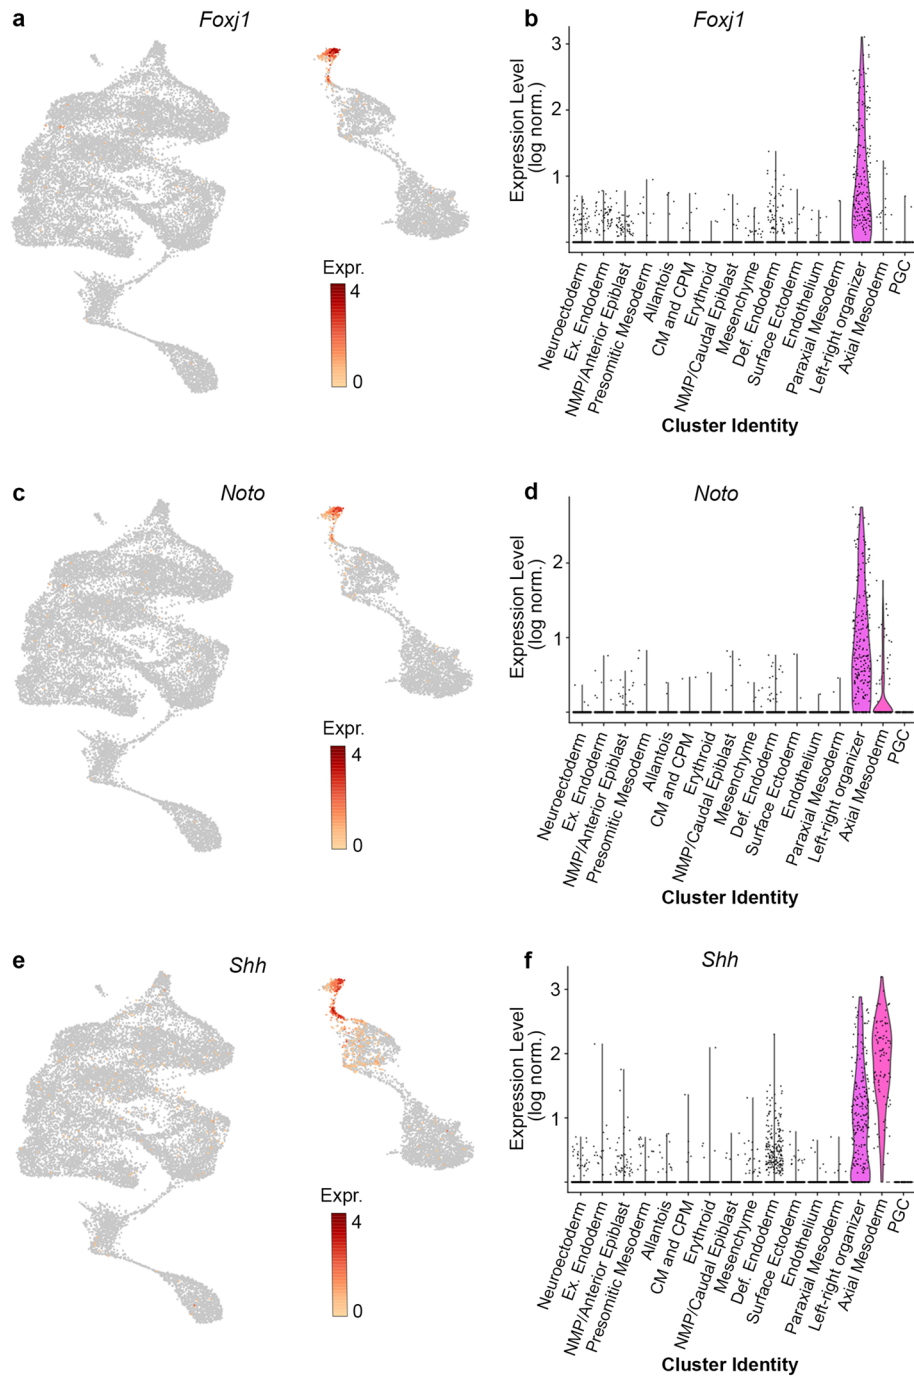 a
Foxj1
Expr.
4
0
b
Foxj1
Expression Level
(log norm.)
3
2
1
Neuroectoderm
Ex. Endoderm
NMP/Anterior Epiblast
Presomitic Mesoderm
Allantois
CM and CPM
Erythroid
NMP/Caudal Epiblast
Mesenchyme
Def. Endoderm
Surface Ectoderm
Endothelium
Paraxial Mesoderm
Left-right organizer
Axial Mesoderm
PGC
Cluster Identity
c
Noto
Expr.
4
0
d
Noto
Expression Level
(log norm.)
2
1
Neuroectoderm
Ex. Endoderm
NMP/Anterior Epiblast
Presomitic Mesoderm
Allantois
CM and CPM
Erythroid
NMP/Caudal Epiblast
Mesenchyme
Def. Endoderm
Surface Ectoderm
Endothelium
Paraxial Mesoderm
Left-right organizer
Axial Mesoderm
PGC
Cluster Identity
e
Shh
Expr.
4
0
f
Shh
Expression Level
(log norm.)
3
2
1
Neuroectoderm
Ex. Endoderm
NMP/Anterior Epiblast
Presomitic Mesoderm
Allantois
CM and CPM
Erythroid
NMP/Caudal Epiblast
Mesenchyme
Def. Endoderm
Surface Ectoderm
Endothelium
Paraxial Mesoderm
Left-right organizer
Axial Mesoderm
PGC
Cluster Identity